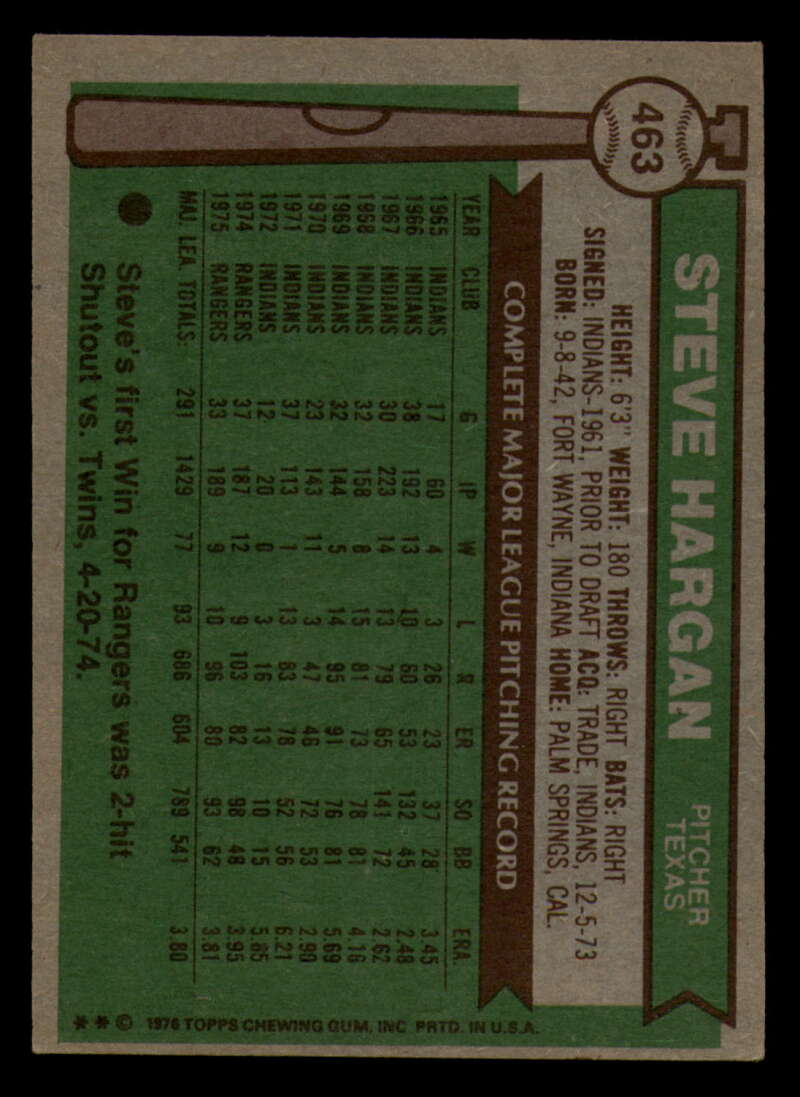 463
STEVE HARGAN
PITCHER
TEXAS
HEIGHT: 6'3" WEIGHT: 180 THROWS: RIGHT BATS: RIGHT
SIGNED: INDIANS-1961, PRIOR TO DRAFT ACQ: TRADE, INDIANS, 12-5-73
BORN: 9-8-42, FORT WAYNE, INDIANA HOME: PALM SPRINGS, CAL.
COMPLETE MAJOR LEAGUE PITCHING RECORD
YEAR CLUB G IP W L R ER SO BB ERA.
1965 INDIANS 17 60 4 3 26 23 37 28 3.45
1966 INDIANS 38 192 13 10 60 53 132 45 2.48
1967 INDIANS 30 223 14 13 79 65 141 72 2.62
1968 INDIANS 32 158 8 15 81 73 78 81 4.16
1969 INDIANS 32 144 5 14 95 91 76 81 5.69
1970 INDIANS 23 143 11 3 47 46 72 53 2.90
1971 INDIANS 37 113 1 13 83 78 52 56 6.21
1972 INDIANS 12 20 0 3 16 13 10 15 5.85
1974 RANGERS 37 187 12 9 103 82 98 48 3.95
1975 RANGERS 33 189 9 10 96 80 93 62 3.81
MAJ. LEA. TOTALS: 291 1429 77 93 686 604 789 541 3.80
Steve's first Win for Rangers was 2-hit
Shutout vs. Twins, 4-20-74.
** © 1976 TOPPS CHEWING GUM, INC. PRTD. IN U.S.A.